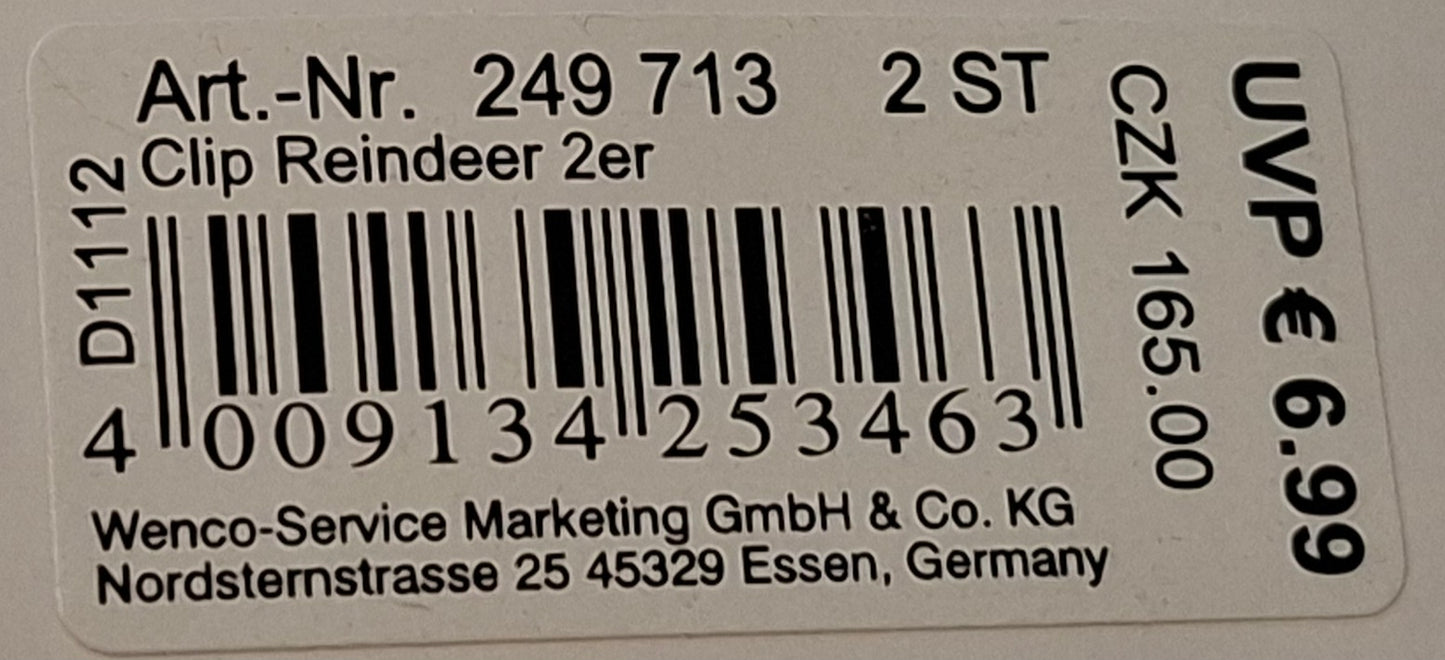 Art.-Nr. 249 713 2 ST
Clip Reindeer 2er
D1112
4 009134 253463
Wenco-Service Marketing GmbH & Co. KG
Nordsternstrasse 25 45329 Essen, Germany
CZK 165.00
UVP € 6.99